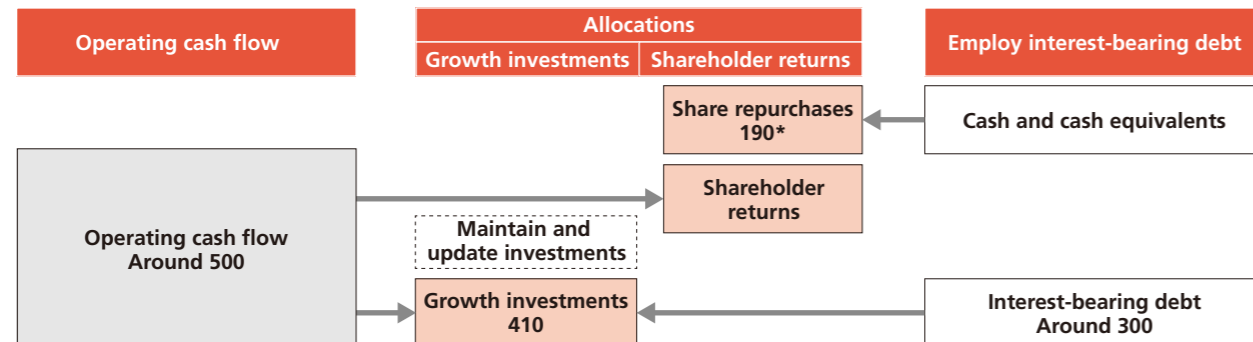 Operating cash flow
Allocations
Growth investments
Shareholder returns
Employ interest-bearing debt
Share repurchases
190*
Cash and cash equivalents
Shareholder
returns
Operating cash flow
Around 500
Maintain and
update investments
Growth investments
410
Interest-bearing debt
Around 300